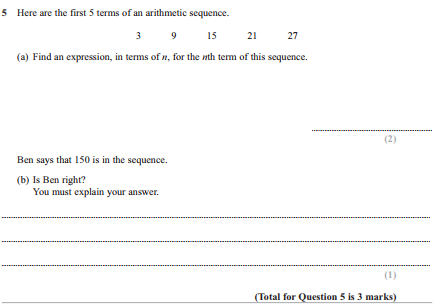 5 Here are the first 5 terms of an arithmetic sequence.
3 9 15 21 27
(a) Find an expression, in terms of n, for the nth term of this sequence.
(2)
Ben says that 150 is in the sequence.
(b) Is Ben right?
You must explain your answer.
(1)
(Total for Question 5 is 3 marks)